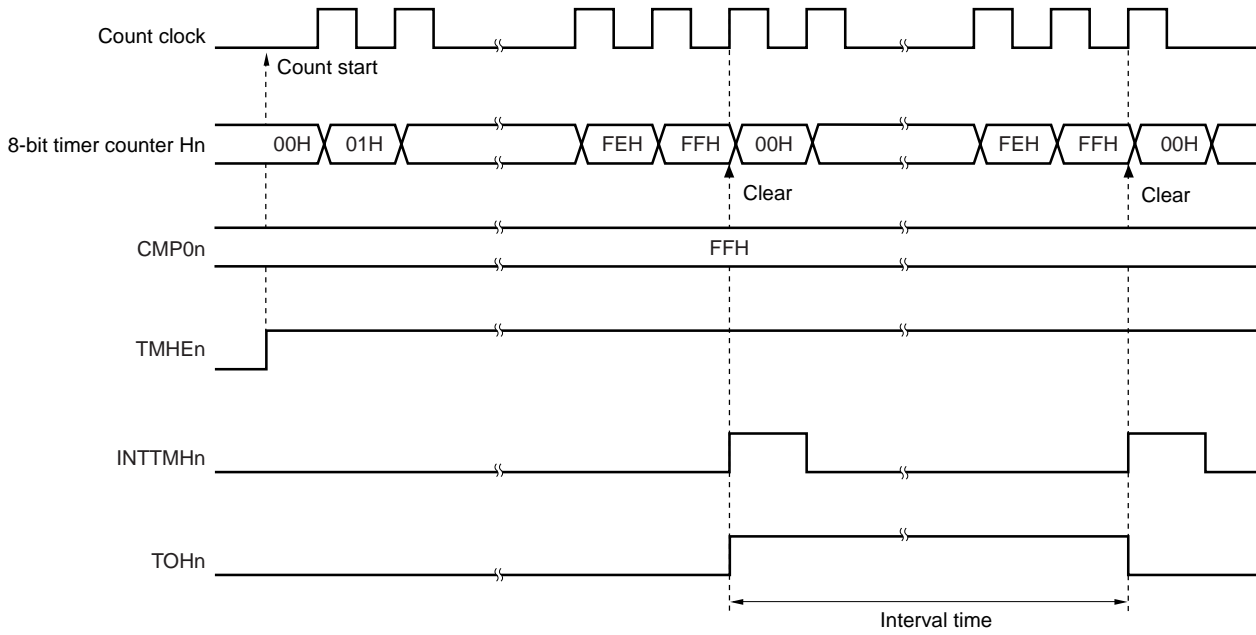 Count clock
Count start
8-bit timer counter Hn 00H 01H FEH FFH 00H FEH FFH 00H
Clear Clear
CMP0n FFH
TMHEn
INTTMHn
TOHn
Interval time